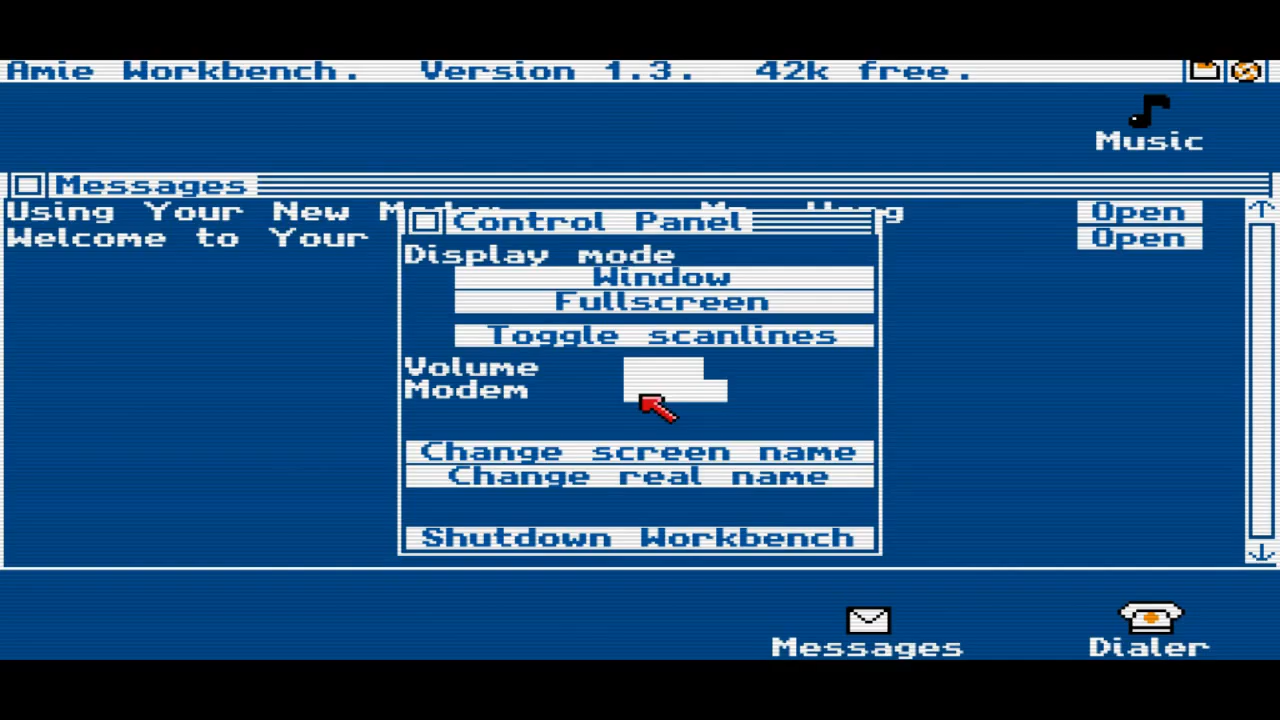 Amie Workbench. Version 1.3. 42k free.
Music
Messages
Using Your New
Open
Welcome to Your
Open
Control Panel
Display mode
Window
Fullscreen
Toggle scanlines
Volume
Modem
Change screen name
Change real name
Shutdown Workbench
Messages
Dialer